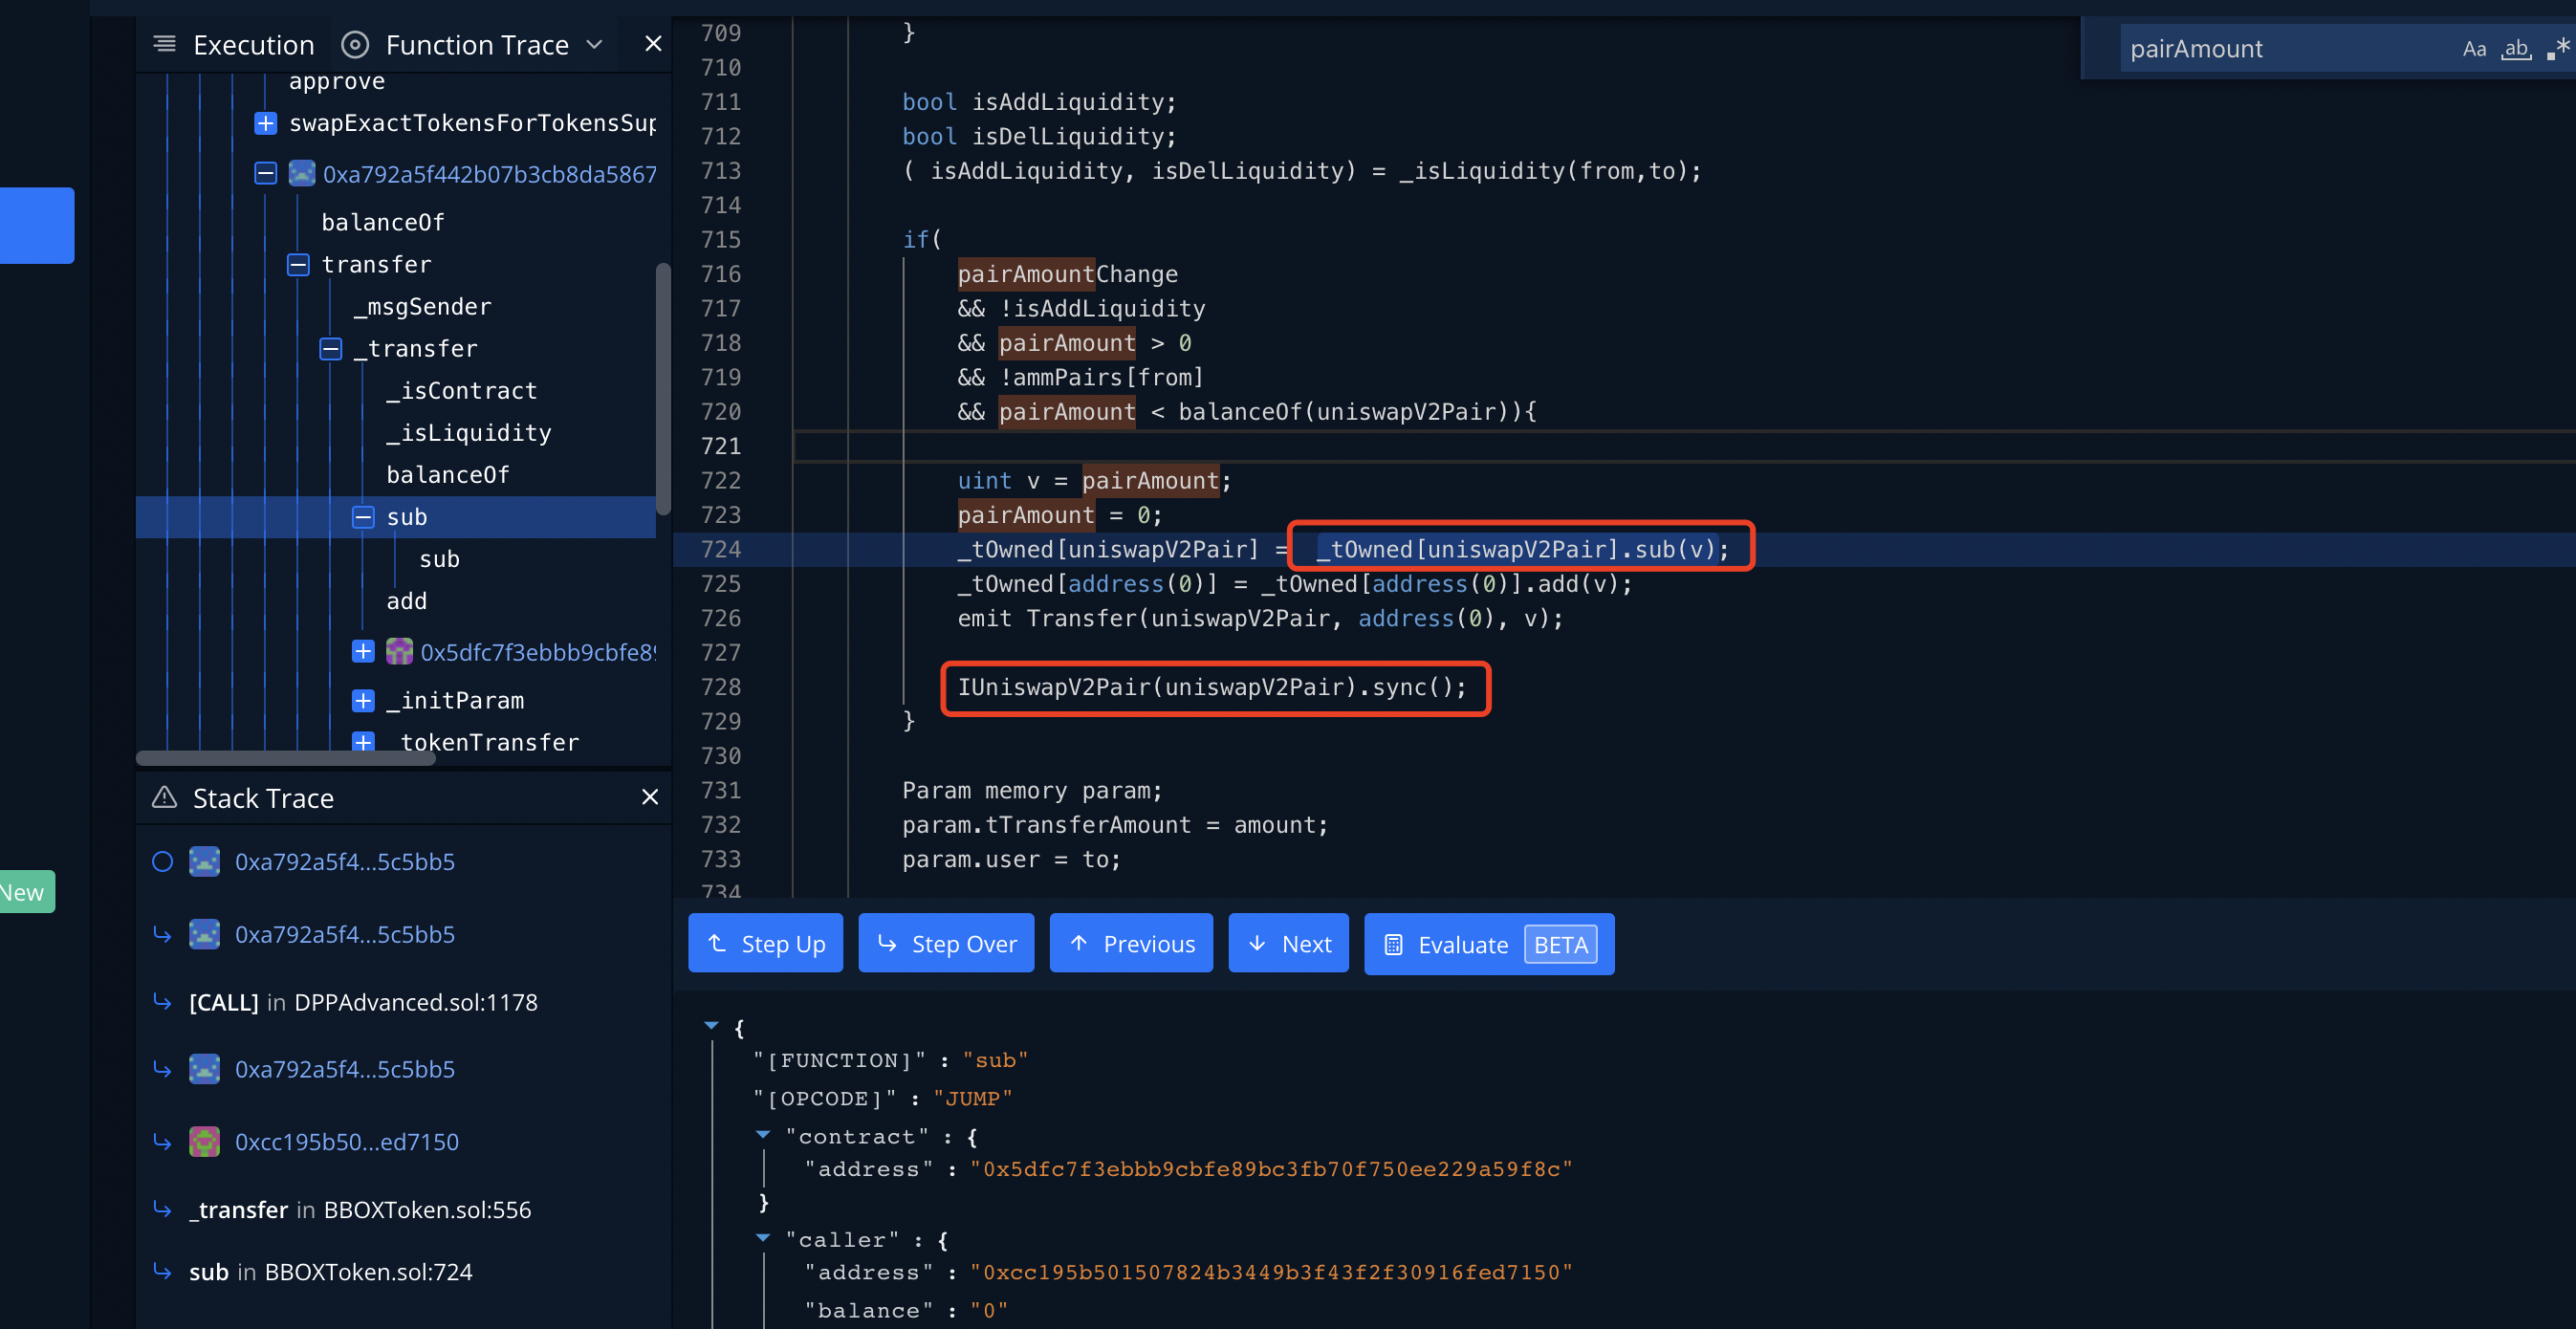 Execution
Function Trace
approve
swapExactTokensForTokensSup
0xa792a5f442b07b3cb8da5867
balanceOf
transfer
_msgSender
_transfer
_isContract
_isLiquidity
balanceOf
sub
sub
add
0x5dfc7f3ebbb9cbfe89
_initParam
_tokenTransfer
New
Stack Trace
0xa792a5f4...5c5bb5
0xa792a5f4...5c5bb5
[CALL] in DPPAdvanced.sol:1178
0xa792a5f4...5c5bb5
0xcc195b50...ed7150
_transfer in BBOXToken.sol:556
sub in BBOXToken.sol:724
pairAmount
Aa ab .*
709 }
710
711 bool isAddLiquidity;
712 bool isDelLiquidity;
713 ( isAddLiquidity, isDelLiquidity) = _isLiquidity(from,to);
714
715 if(
716 pairAmountChange
717 && !isAddLiquidity
718 && pairAmount > 0
719 && !ammPairs[from]
720 && pairAmount < balanceOf(uniswapV2Pair)){
721
722 uint v = pairAmount;
723 pairAmount = 0;
724 _tOwned[uniswapV2Pair] = _tOwned[uniswapV2Pair].sub(v);
725 _tOwned[address(0)] = _tOwned[address(0)].add(v);
726 emit Transfer(uniswapV2Pair, address(0), v);
727
728 IUniswapV2Pair(uniswapV2Pair).sync();
729 }
730
731 Param memory param;
732 param.tTransferAmount = amount;
733 param.user = to;
734
Step Up
Step Over
Previous
Next
Evaluate BETA
{
"[FUNCTION]" : "sub"
"[OPCODE]" : "JUMP"
"contract" : {
"address" : "0x5dfc7f3ebbb9cbfe89bc3fb70f750ee229a59f8c"
}
"caller" : {
"address" : "0xcc195b501507824b3449b3f43f2f30916fed7150"
"balance" : "0"